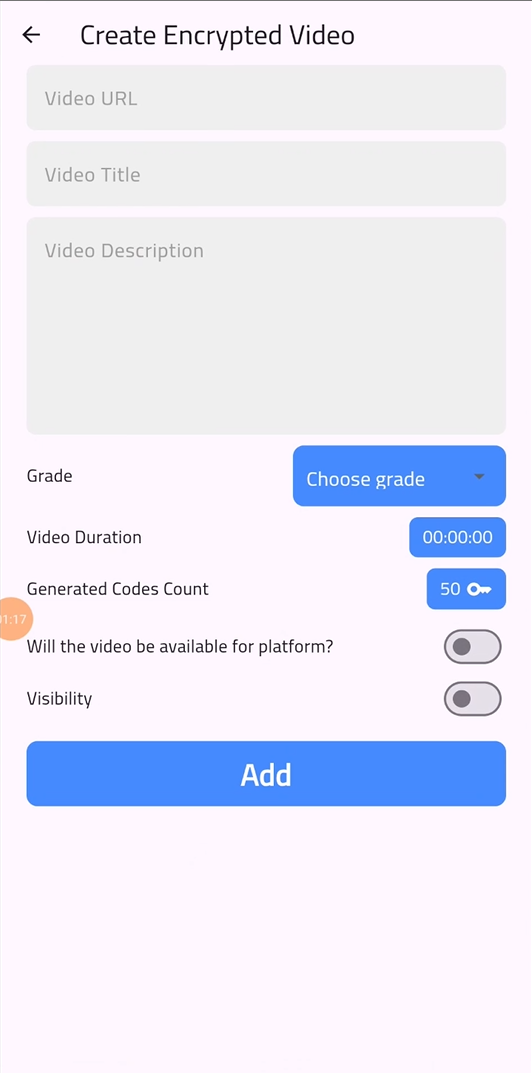 Create Encrypted Video
Video URL
Video Title
Video Description
Grade
Choose grade
Video Duration
00:00:00
Generated Codes Count
50
01:17
Will the video be available for platform?
Visibility
Add